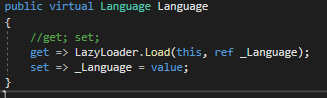 public virtual Language Language
{
//get; set;
get => LazyLoader.Load(this, ref _Language);
set => _Language = value;
}